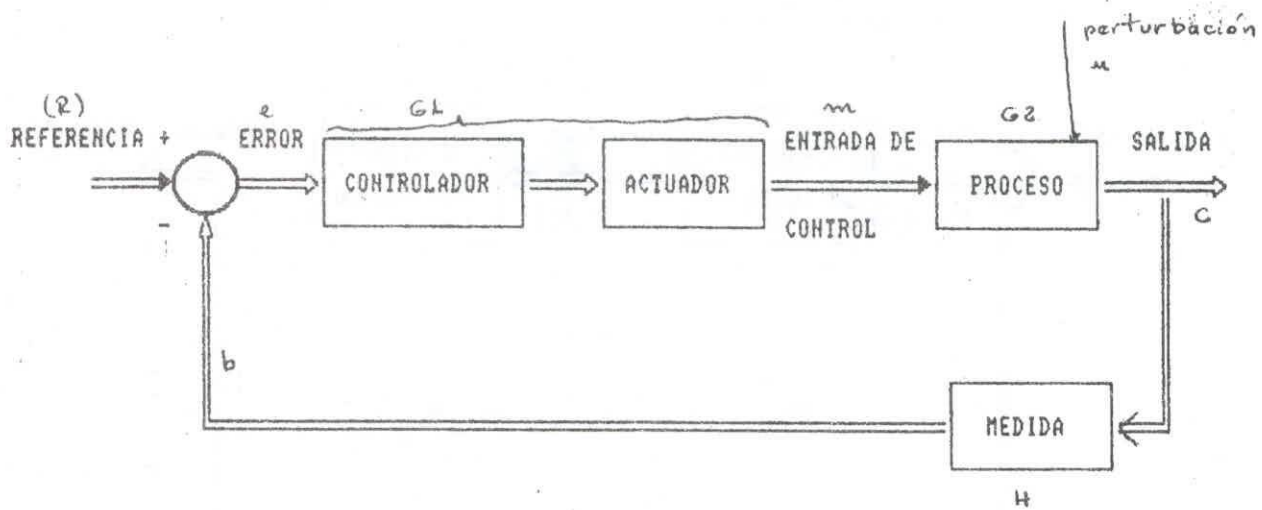 perturbación
u
(R)
REFERENCIA +
e
ERROR
G1
CONTROLADOR
ACTUADOR
m
ENTRADA DE
CONTROL
G2
PROCESO
SALIDA
C
-
b
MEDIDA
H